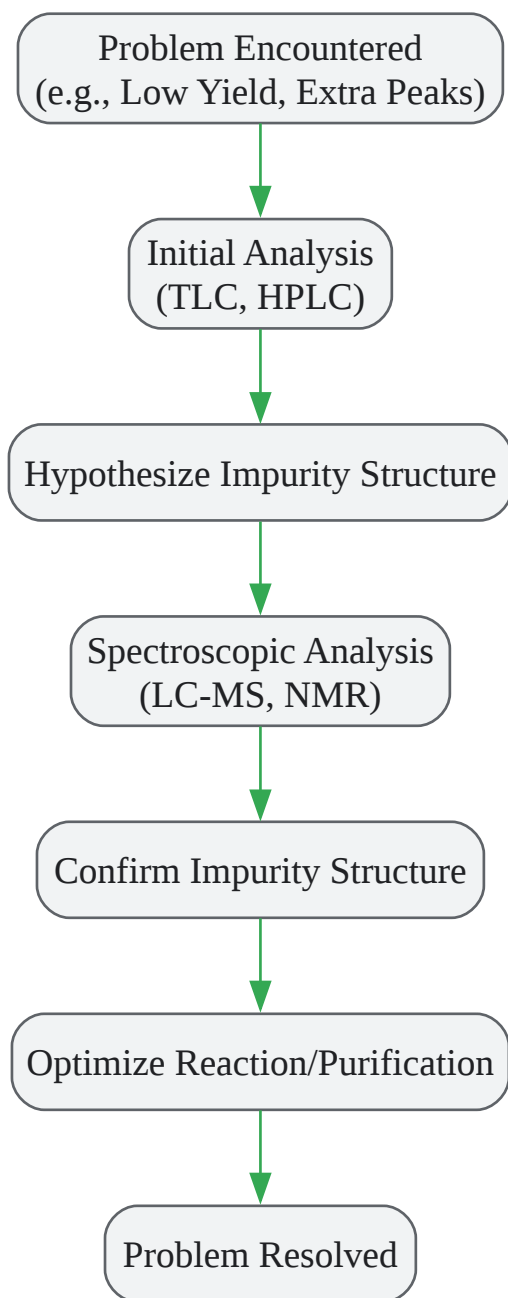 Problem Encountered
(e.g., Low Yield, Extra Peaks)
Initial Analysis
(TLC, HPLC)
Hypothesize Impurity Structure
Spectroscopic Analysis
(LC-MS, NMR)
Confirm Impurity Structure
Optimize Reaction/Purification
Problem Resolved